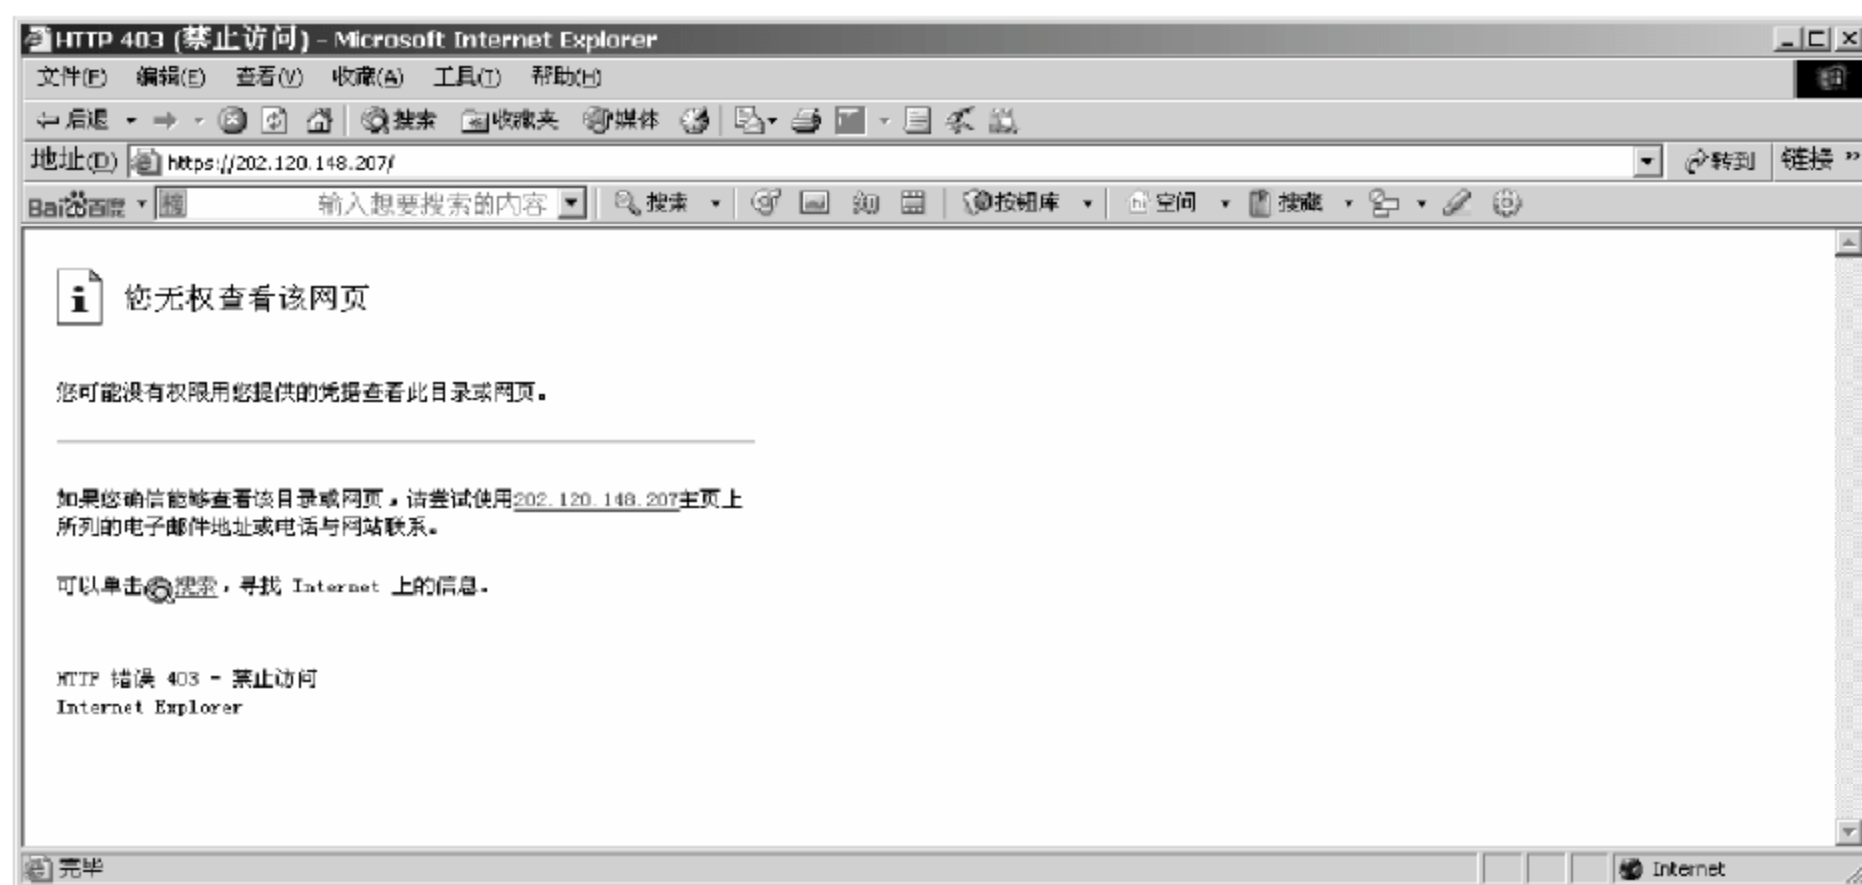 HTTP 403 (禁止访问) - Microsoft Internet Explorer
文件(F) 编辑(E) 查看(V) 收藏(A) 工具(T) 帮助(H)
后退 搜索 收藏夹 媒体
地址(D) https://202.120.148.207/ 转到 链接 »
Bai百度 搜 输入想要搜索的内容 搜索 知 按钮库 hi 空间 搜藏
您无权查看该网页
您可能没有权限用您提供的凭据查看此目录或网页。
如果您确信能够查看该目录或网页，请尝试使用202.120.148.207主页上
所列的电子邮件地址或电话与网站联系。
可以单击搜索，寻找 Internet 上的信息。
HTTP 错误 403 - 禁止访问
Internet Explorer
完毕 Internet